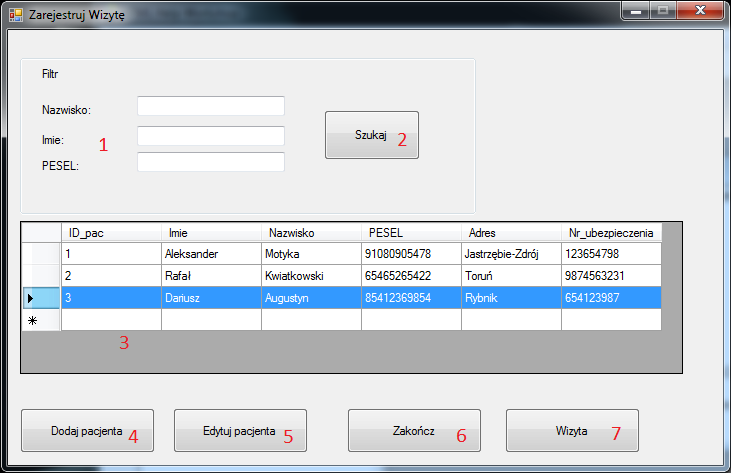 Zarejestruj Wizytę
Filtr
Nazwisko:
Imie: 1
Szukaj 2
PESEL:
ID_pac Imie Nazwisko PESEL Adres Nr_ubezpieczenia
1 Aleksander Motyka 91080905478 Jastrzębie-Zdrój 123654798
2 Rafał Kwiatkowski 65465265422 Toruń 9874563231
3 Dariusz Augustyn 85412369854 Rybnik 654123987
3
Dodaj pacjenta 4 Edytuj pacjenta 5 Zakończ 6 Wizyta 7